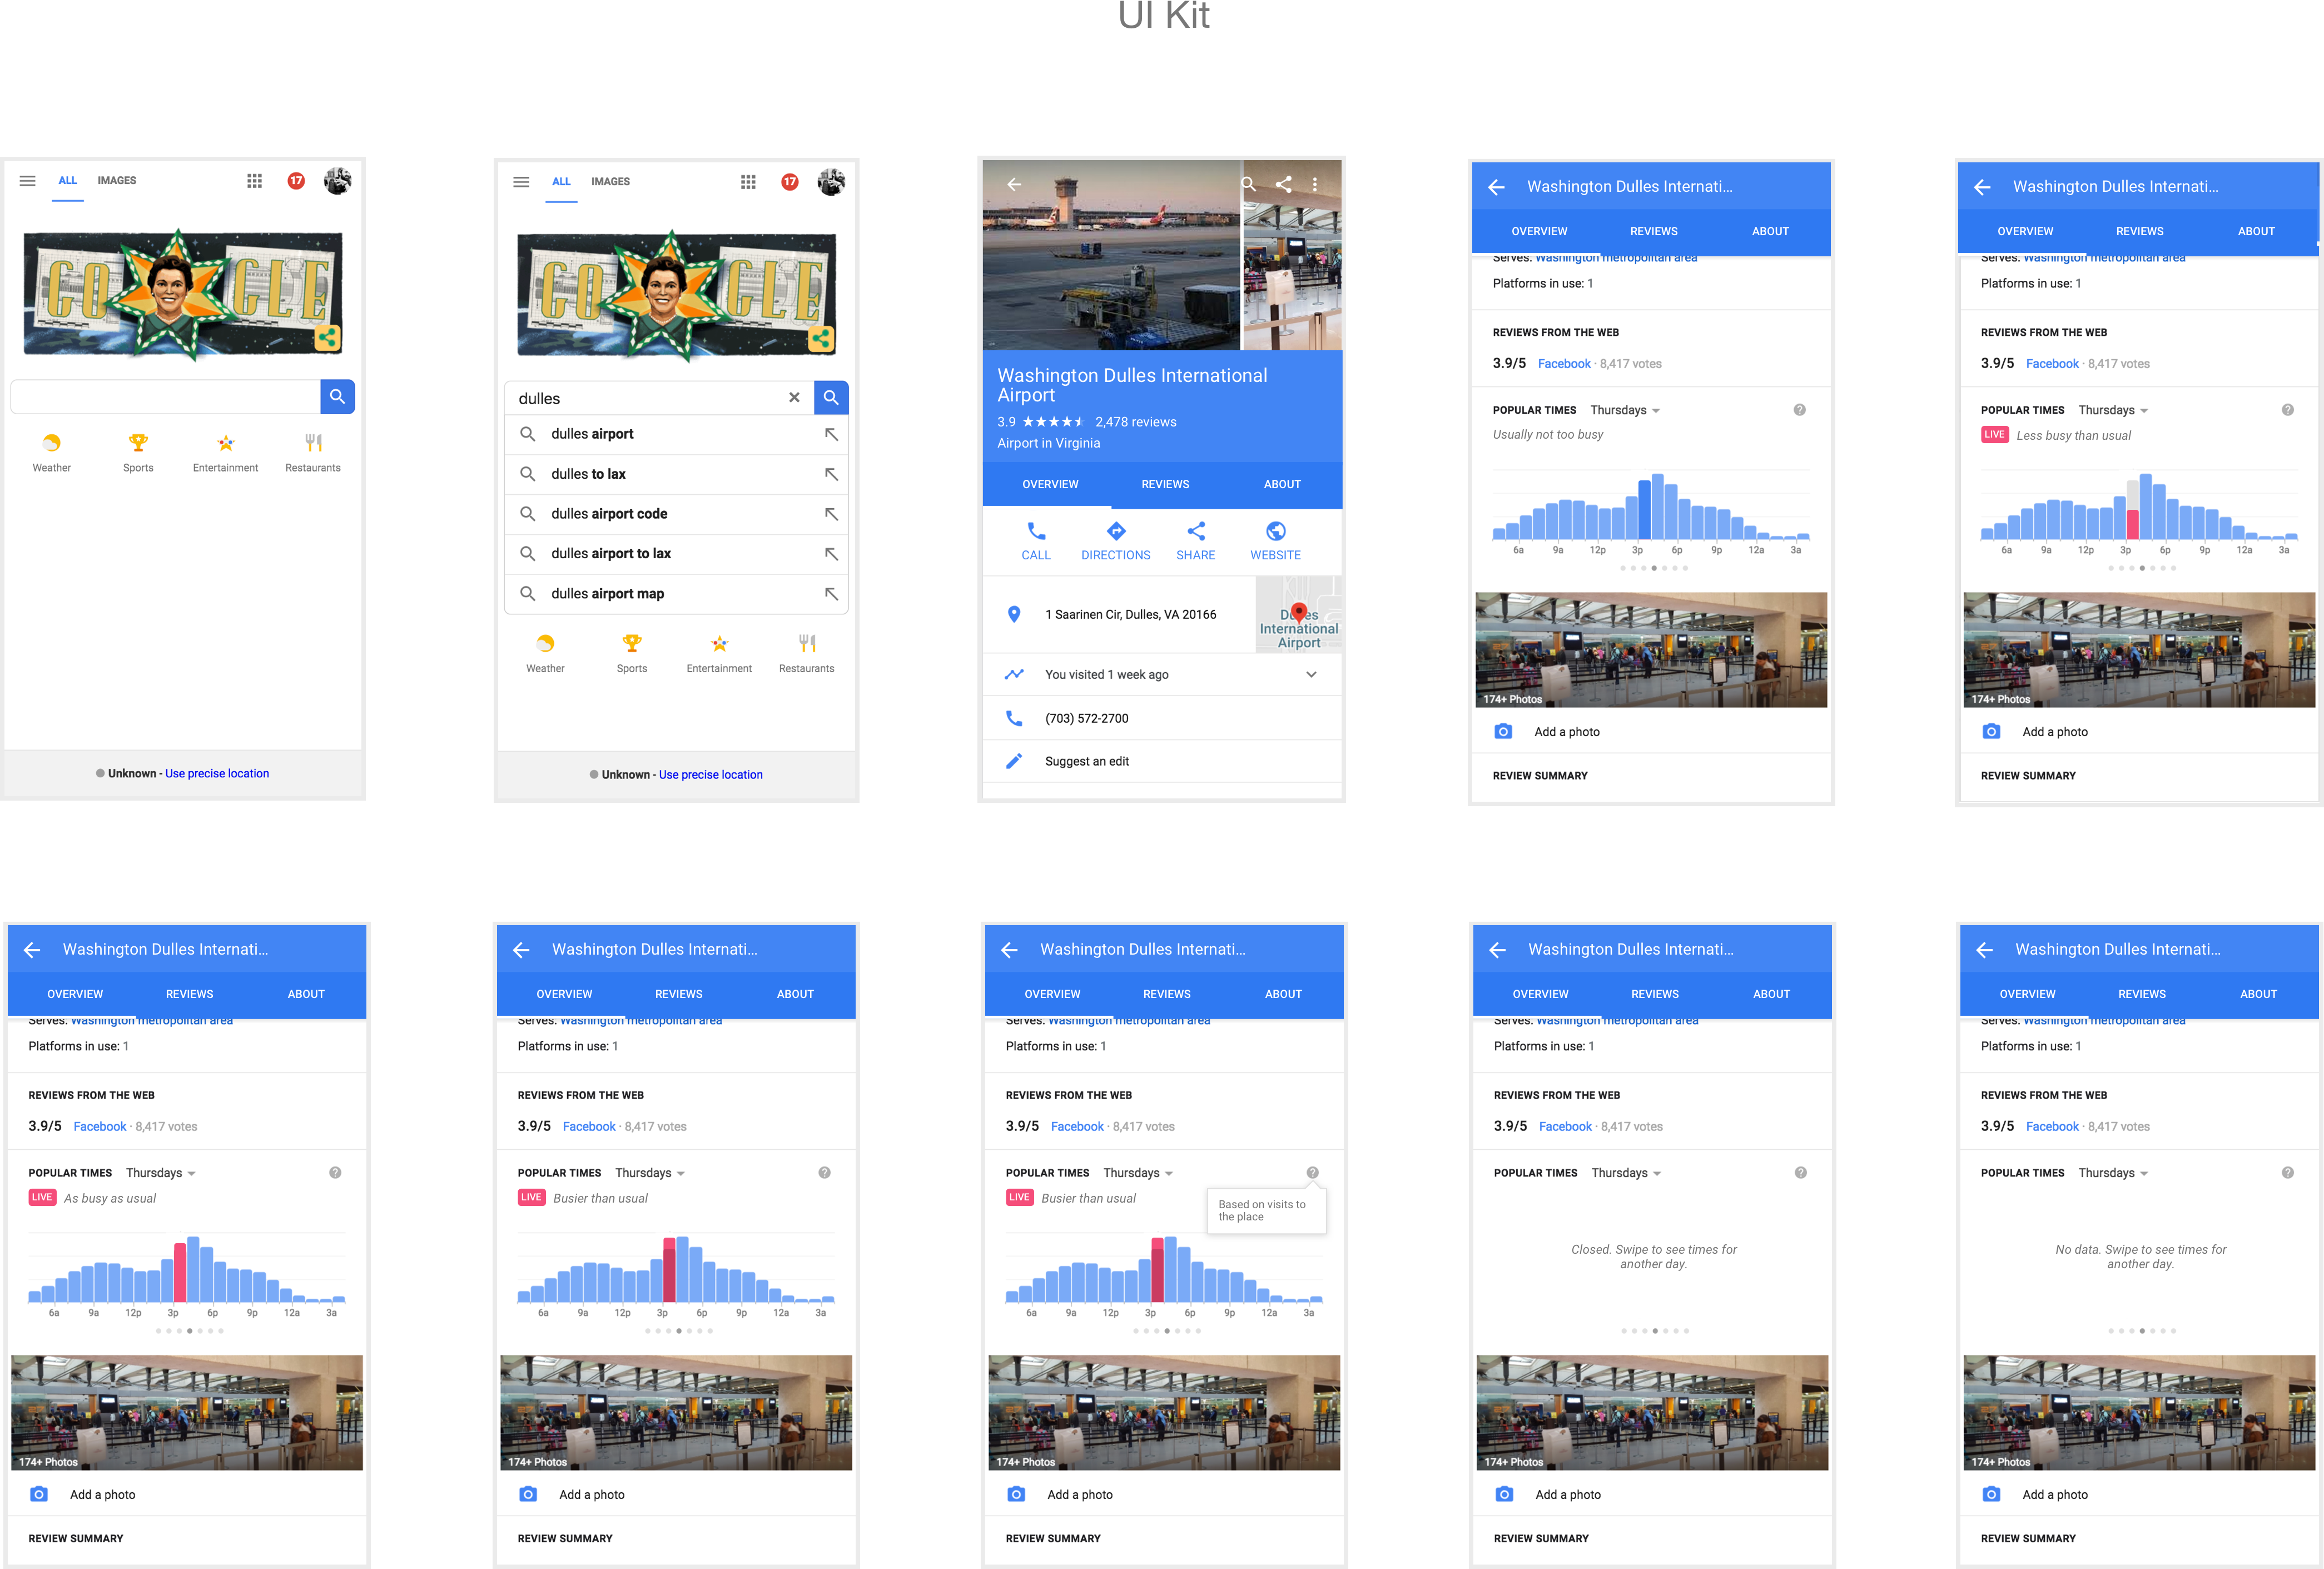 UI Kit
ALL IMAGES 17
GOOGLE
Weather Sports Entertainment Restaurants
Unknown - Use precise location
ALL IMAGES 17
GOOGLE
dulles
dulles airport
dulles to lax
dulles airport code
dulles airport to lax
dulles airport map
Weather Sports Entertainment Restaurants
Unknown - Use precise location
Washington Dulles International
Airport
3.9 2,478 reviews
Airport in Virginia
OVERVIEW REVIEWS ABOUT
CALL DIRECTIONS SHARE WEBSITE
1 Saarinen Cir, Dulles, VA 20166
Dulles
International
Airport
You visited 1 week ago
(703) 572-2700
Suggest an edit
Washington Dulles Internati...
OVERVIEW REVIEWS ABOUT
Serves: Washington metropolitan area
Platforms in use: 1
REVIEWS FROM THE WEB
3.9/5 Facebook · 8,417 votes
POPULAR TIMES Thursdays ?
Usually not too busy
6a 9a 12p 3p 6p 9p 12a 3a
174+ Photos
Add a photo
REVIEW SUMMARY
Washington Dulles Internati...
OVERVIEW REVIEWS ABOUT
Serves: Washington metropolitan area
Platforms in use: 1
REVIEWS FROM THE WEB
3.9/5 Facebook · 8,417 votes
POPULAR TIMES Thursdays ?
LIVE Less busy than usual
6a 9a 12p 3p 6p 9p 12a 3a
174+ Photos
Add a photo
REVIEW SUMMARY
Washington Dulles Internati...
OVERVIEW REVIEWS ABOUT
Serves: Washington metropolitan area
Platforms in use: 1
REVIEWS FROM THE WEB
3.9/5 Facebook · 8,417 votes
POPULAR TIMES Thursdays ?
LIVE As busy as usual
6a 9a 12p 3p 6p 9p 12a 3a
174+ Photos
Add a photo
REVIEW SUMMARY
Washington Dulles Internati...
OVERVIEW REVIEWS ABOUT
Serves: Washington metropolitan area
Platforms in use: 1
REVIEWS FROM THE WEB
3.9/5 Facebook · 8,417 votes
POPULAR TIMES Thursdays ?
LIVE Busier than usual
6a 9a 12p 3p 6p 9p 12a 3a
174+ Photos
Add a photo
REVIEW SUMMARY
Washington Dulles Internati...
OVERVIEW REVIEWS ABOUT
Serves: Washington metropolitan area
Platforms in use: 1
REVIEWS FROM THE WEB
3.9/5 Facebook · 8,417 votes
POPULAR TIMES Thursdays ?
LIVE Busier than usual
Based on visits to
the place
6a 9a 12p 3p 6p 9p 12a 3a
174+ Photos
Add a photo
REVIEW SUMMARY
Washington Dulles Internati...
OVERVIEW REVIEWS ABOUT
Serves: Washington metropolitan area
Platforms in use: 1
REVIEWS FROM THE WEB
3.9/5 Facebook · 8,417 votes
POPULAR TIMES Thursdays ?
Closed. Swipe to see times for
another day.
174+ Photos
Add a photo
REVIEW SUMMARY
Washington Dulles Internati...
OVERVIEW REVIEWS ABOUT
Serves: Washington metropolitan area
Platforms in use: 1
REVIEWS FROM THE WEB
3.9/5 Facebook · 8,417 votes
POPULAR TIMES Thursdays ?
No data. Swipe to see times for
another day.
174+ Photos
Add a photo
REVIEW SUMMARY